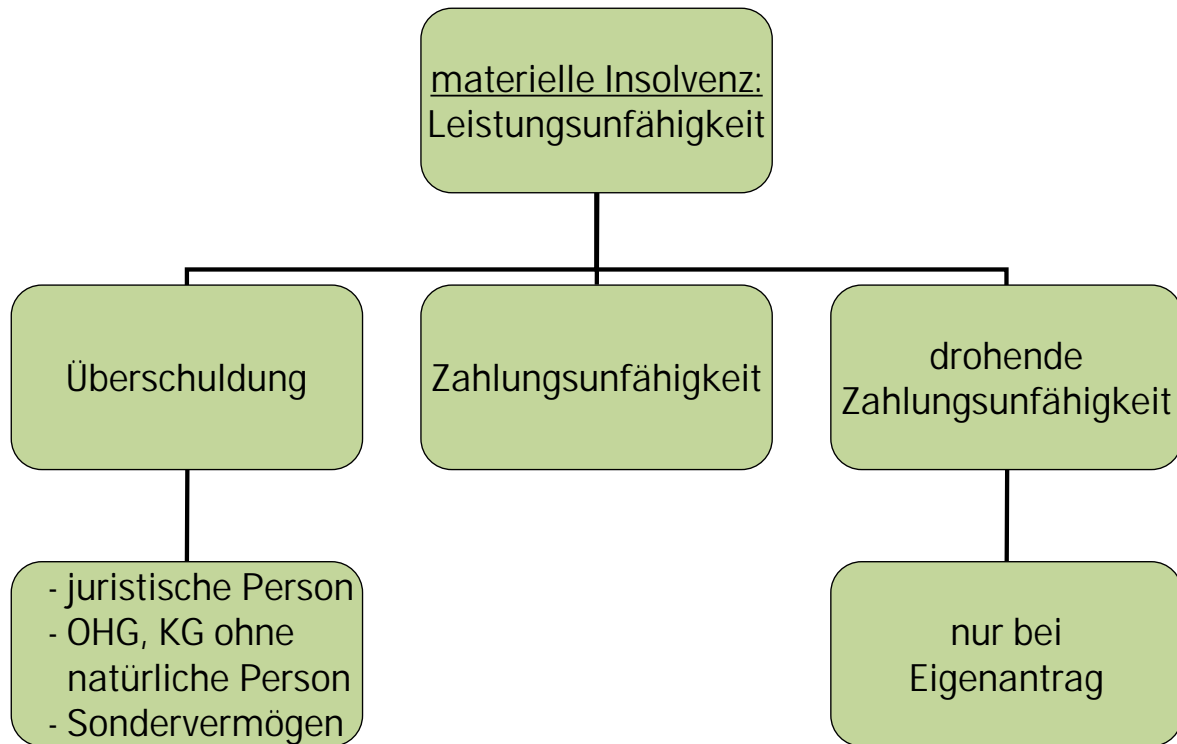 materielle Insolvenz:
Leistungsunfähigkeit
Überschuldung
Zahlungsunfähigkeit
drohende
Zahlungsunfähigkeit
- juristische Person
- OHG, KG ohne
natürliche Person
- Sondervermögen
nur bei
Eigenantrag